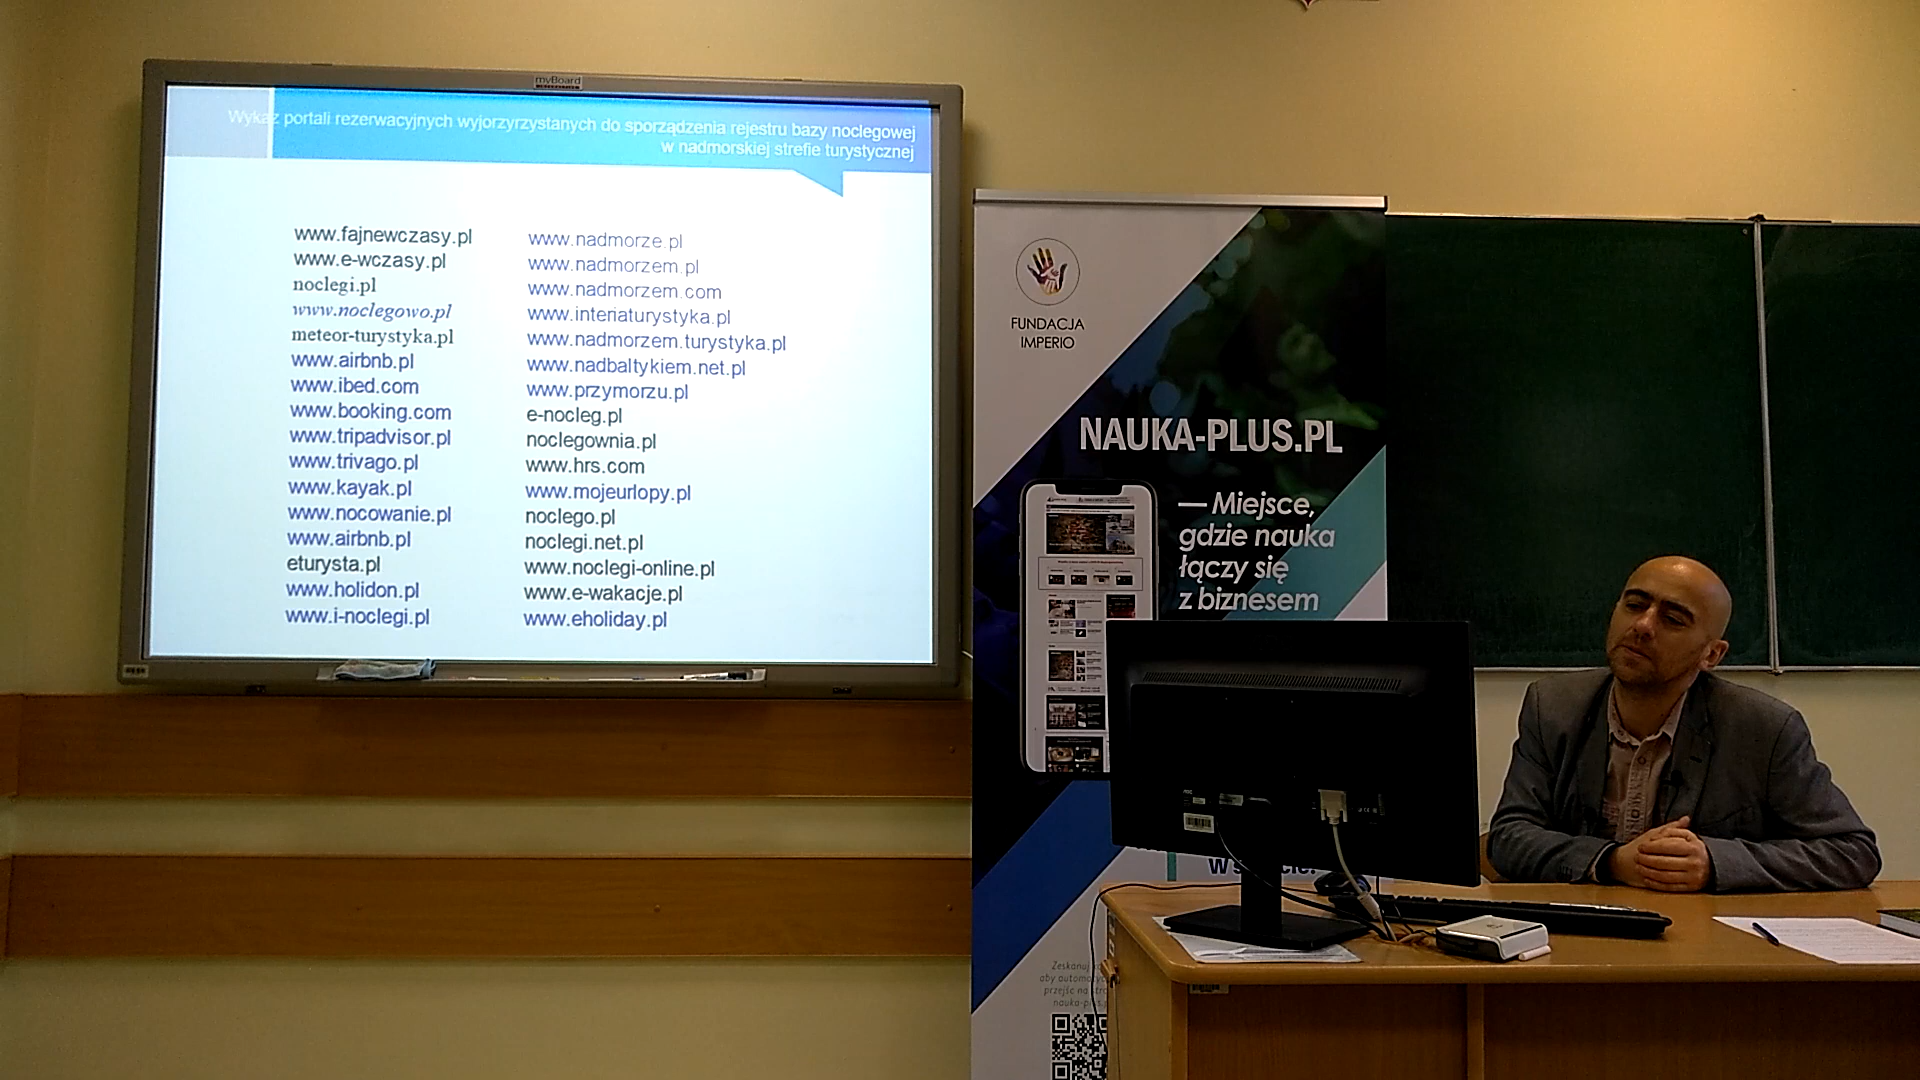 myBoard
Wykaz portali rezerwacyjnych wyjorzyrzystanych do sporządzenia rejestru bazy noclegowej
w nadmorskiej strefie turystycznej
www.fajnewczasy.pl
www.e-wczasy.pl
noclegi.pl
www.noclegowo.pl
meteor-turystyka.pl
www.airbnb.pl
www.ibed.com
www.booking.com
www.tripadvisor.pl
www.trivago.pl
www.kayak.pl
www.nocowanie.pl
www.airbnb.pl
eturysta.pl
www.holidon.pl
www.i-noclegi.pl
www.nadmorze.pl
www.nadmorzem.pl
www.nadmorzem.com
www.interiaturystyka.pl
www.nadmorzem.turystyka.pl
www.nadbaltykiem.net.pl
www.przymorzu.pl
e-nocleg.pl
noclegownia.pl
www.hrs.com
www.mojeurlopy.pl
noclego.pl
noclegi.net.pl
www.noclegi-online.pl
www.e-wakacje.pl
www.eholiday.pl
FUNDACJA
IMPERIO
NAUKA-PLUS.PL
— Miejsce,
gdzie nauka
łączy się
z biznesem
Zeskanuj
aby
przejść na